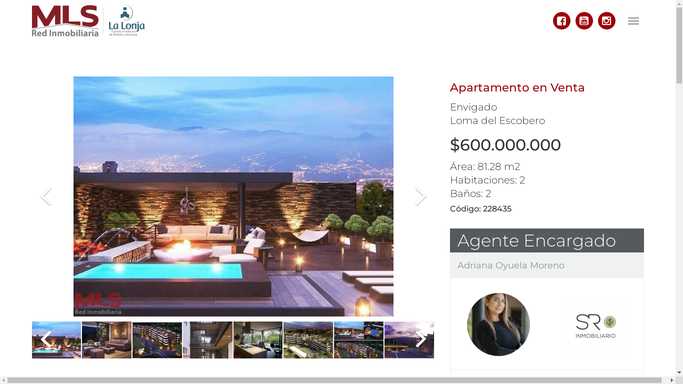 MLS
Red Inmobiliaria
La Lonja
Apartamento en Venta
Envigado
Loma del Escobero
$600.000.000
Área: 81.28 m2
Habitaciones: 2
Baños: 2
Código: 228435
Agente Encargado
Adriana Oyuela Moreno
MLS
Red Inmobiliaria
SR
INMOBILIARIO